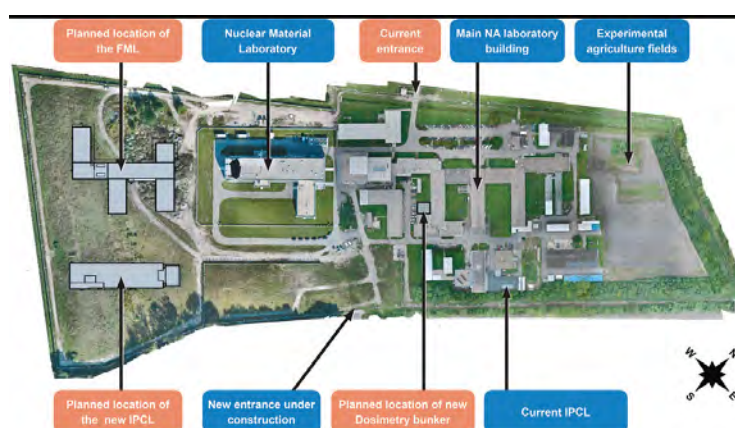 Planned location of
the FML
Nuclear Material
Laboratory
Current
entrance
Main NA laboratory
building
Experimental
agriculture fields
W
N
S
E
Planned location of
the new IPCL
New entrance under
construction
Planned location of new
Dosimetry bunker
Current IPCL